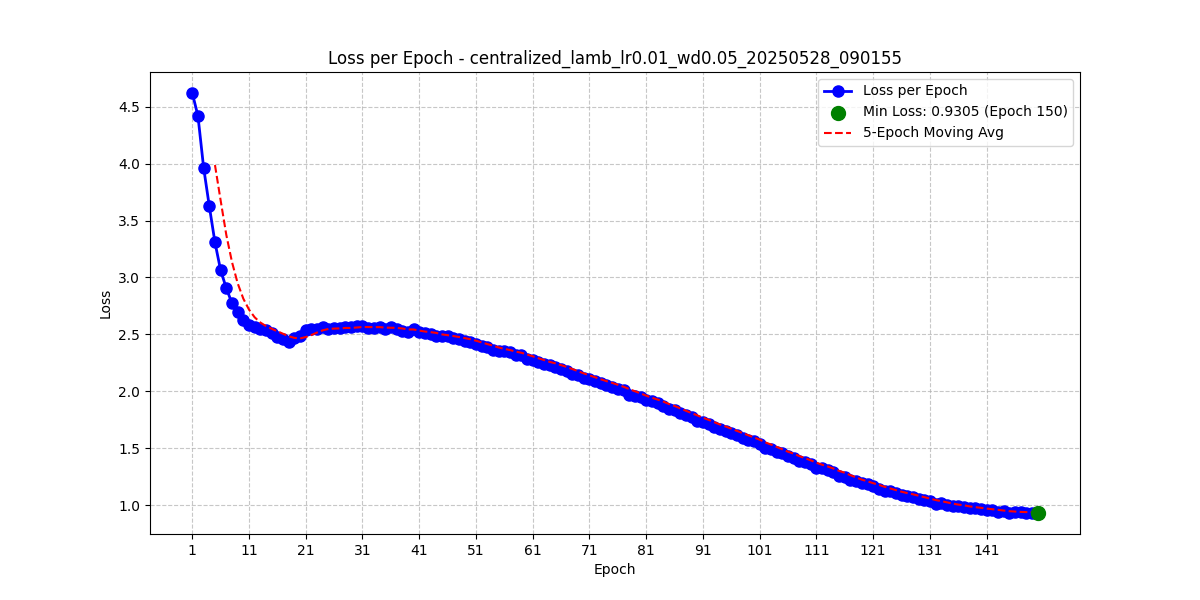 Loss per Epoch - centralized_lamb_lr0.01_wd0.05_20250528_090155
Loss per Epoch
Min Loss: 0.9305 (Epoch 150)
5-Epoch Moving Avg
4.5
4.0
3.5
3.0
2.5
2.0
1.5
1.0
Loss
1 11 21 31 41 51 61 71 81 91 101 111 121 131 141
Epoch